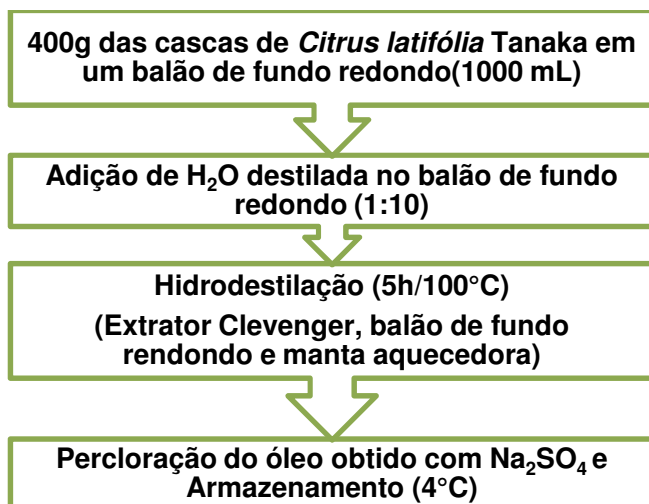 400g das cascas de Citrus latifólia Tanaka em
um balão de fundo redondo(1000 mL)
Adição de H₂O destilada no balão de fundo
redondo (1:10)
Hidrodestilação (5h/100°C)
(Extrator Clevenger, balão de fundo
rendondo e manta aquecedora)
Percloração do óleo obtido com Na₂SO₄ e
Armazenamento (4°C)